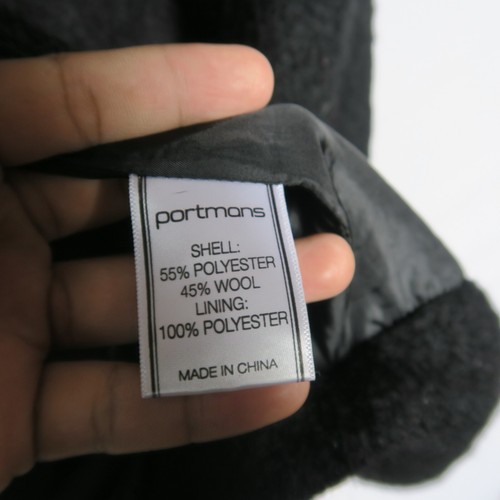 portmans
SHELL:
55% POLYESTER
45% WOOL
LINING:
100% POLYESTER
MADE IN CHINA